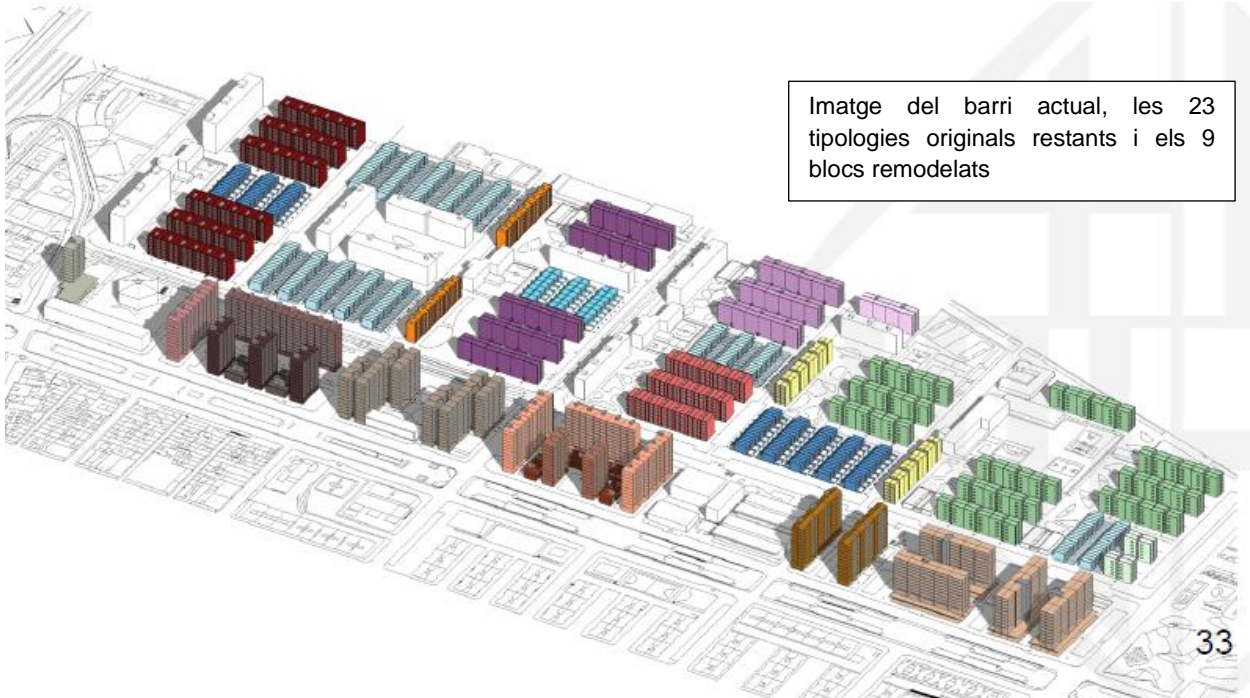 Imatge del barri actual, les 23
tipologies originals restants i els 9
blocs remodelats
33